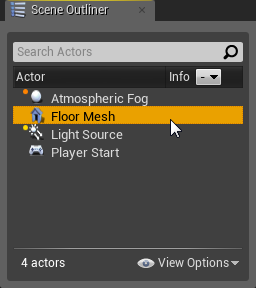 Scene Outliner
Search Actors
Actor Info -
Atmospheric Fog
Floor Mesh
Light Source
Player Start
4 actors View Options